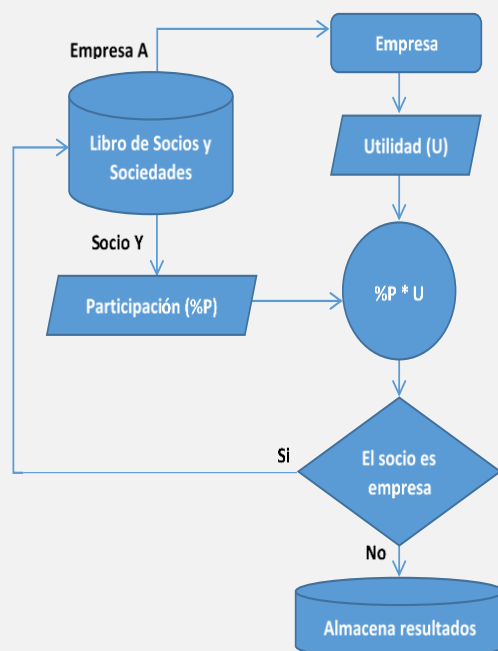 Empresa A
Empresa
Libro de Socios y
Sociedades
Utilidad (U)
Socio Y
Participación (%P)
%P * U
Si
El socio es
empresa
No
Almacena resultados